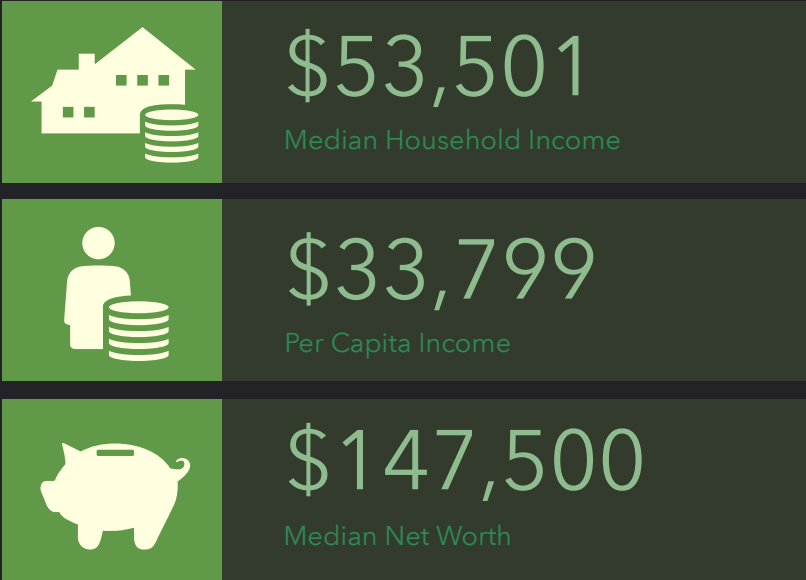 $53,501
Median Household Income
$33,799
Per Capita Income
$147,500
Median Net Worth